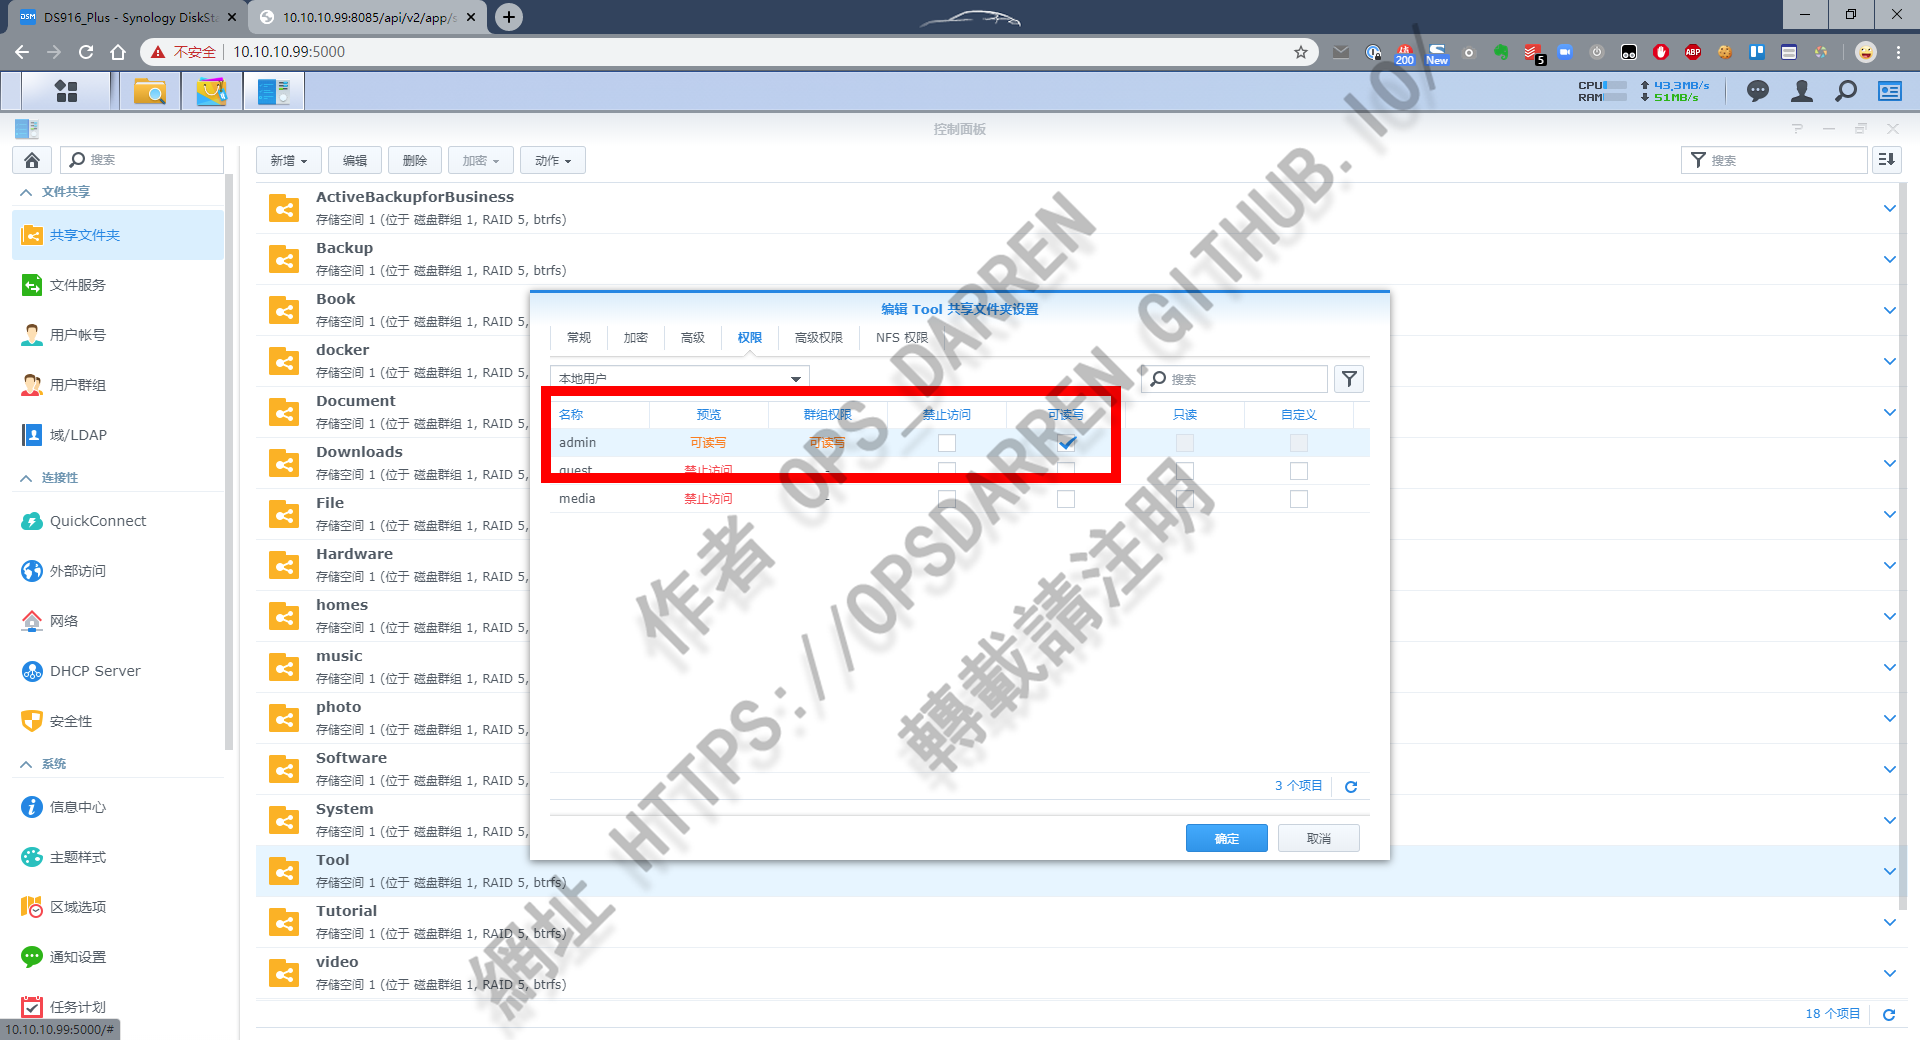 DS916_Plus - Synology DiskSta
10.10.10.99:8085/api/v2/app/s
不安全
10.10.10.99:5000
200
New
5
ABP
CPU
RAM
43,3MB/s
51MB/s
控制面板
搜索
新增
编辑
删除
加密
动作
搜索
文件共享
共享文件夹
文件服务
用户帐号
用户群组
域/LDAP
连接性
QuickConnect
外部访问
网络
DHCP Server
安全性
系统
信息中心
主题样式
区域选项
通知设置
任务计划
10.10.10.99:5000/#
ActiveBackupforBusiness
存储空间 1 (位于 磁盘群组 1, RAID 5, btrfs)
Backup
存储空间 1 (位于 磁盘群组 1, RAID 5, btrfs)
Book
存储空间 1 (位于 磁盘群组 1, RAID 5,
docker
存储空间 1 (位于 磁盘群组 1, RAID 5,
Document
存储空间 1 (位于 磁盘群组 1, RAID 5,
Downloads
存储空间 1 (位于 磁盘群组 1, RAID 5,
File
存储空间 1 (位于 磁盘群组 1, RAID 5,
Hardware
存储空间 1 (位于 磁盘群组 1, RAID 5,
homes
存储空间 1 (位于 磁盘群组 1, RAID 5,
music
存储空间 1 (位于 磁盘群组 1, RAID 5,
photo
存储空间 1 (位于 磁盘群组 1, RAID 5,
Software
存储空间 1 (位于 磁盘群组 1, RAID 5,
System
存储空间 1 (位于 磁盘群组 1, RAID 5,
Tool
存储空间 1 (位于 磁盘群组 1, RAID 5, btrfs)
Tutorial
存储空间 1 (位于 磁盘群组 1, RAID 5, btrfs)
video
存储空间 1 (位于 磁盘群组 1, RAID 5, btrfs)
18 个项目
编辑 Tool 共享文件夹设置
常规
加密
高级
权限
高级权限
NFS 权限
本地用户
搜索
名称 预览 群组权限 禁止访问 可读写 只读 自定义
admin 可读写 可读写
guest 禁止访问 -
media 禁止访问 -
3 个项目
确定
取消
作者 OPS_DARREN
網址 HTTPS://OPSDARREN.GITHUB.IO/
轉載請注明